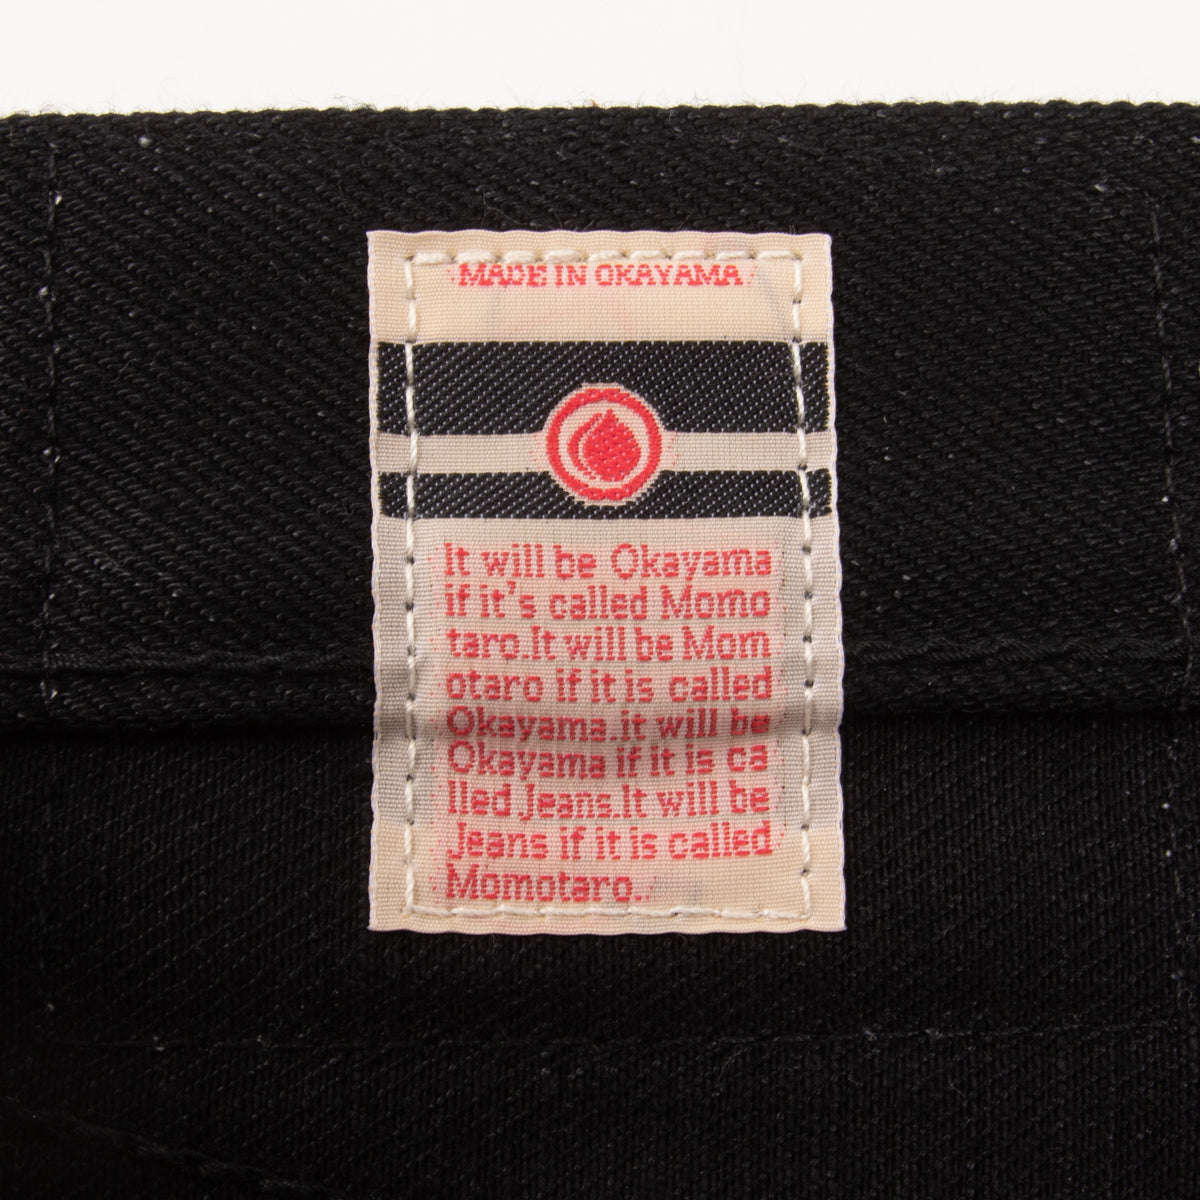 MADE IN OKAYAMA
It will be Okayama
if it's called Momo
taro.It will be Mom
otaro if it is called
Okayama.it will be
Okayama if it is ca
lled Jeans.It will be
Jeans if it is called
Momotaro.